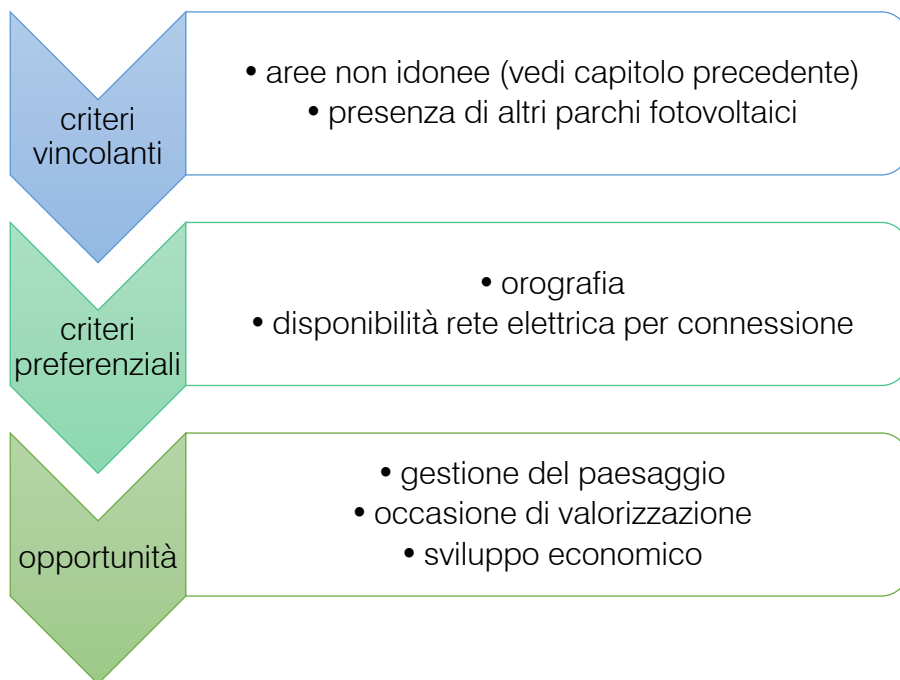 criteri
vincolanti
• aree non idonee (vedi capitolo precedente)
• presenza di altri parchi fotovoltaici
criteri
preferenziali
• orografia
• disponibilità rete elettrica per connessione
opportunità
• gestione del paesaggio
• occasione di valorizzazione
• sviluppo economico